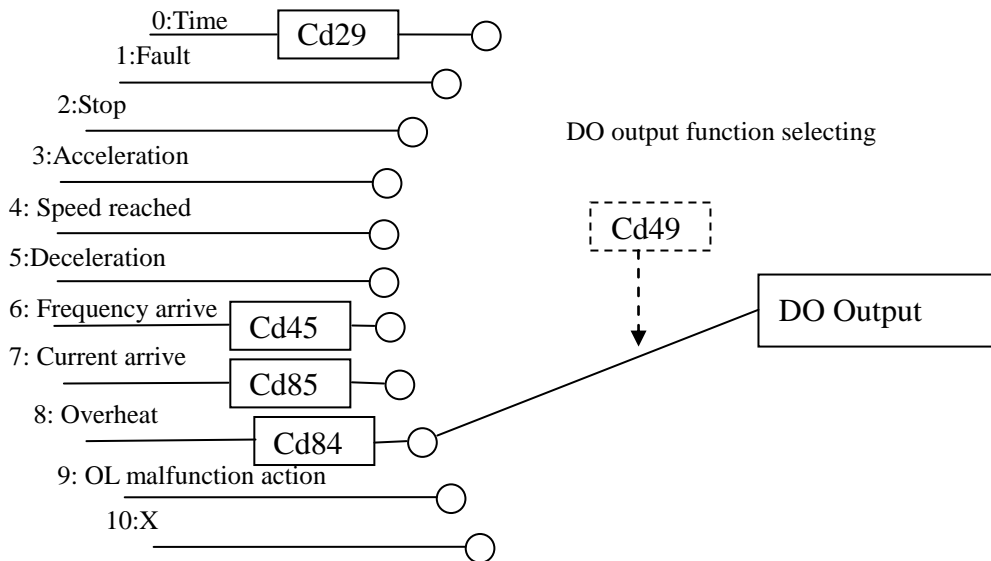 0:Time
Cd29
1:Fault
2:Stop
DO output function selecting
3:Acceleration
4: Speed reached
Cd49
5:Deceleration
6: Frequency arrive
Cd45
DO Output
7: Current arrive
Cd85
8: Overheat
Cd84
9: OL malfunction action
10:X